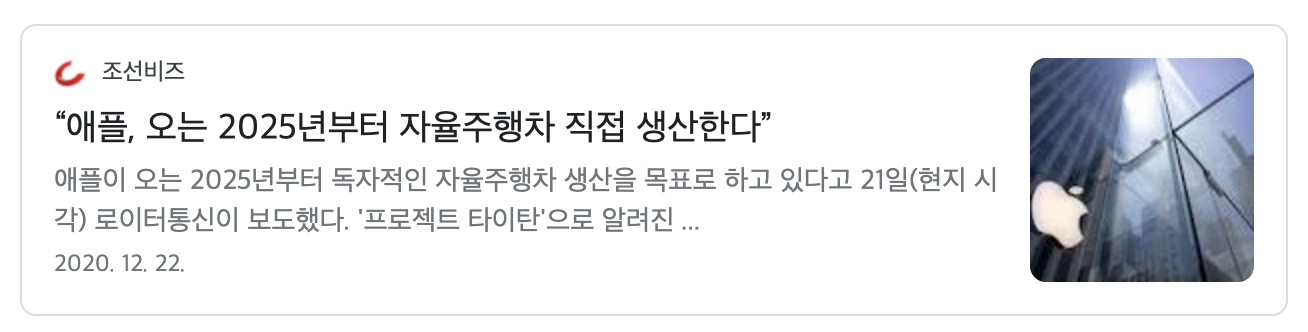 조선비즈
“애플, 오는 2025년부터 자율주행차 직접 생산한다”
애플이 오는 2025년부터 독자적인 자율주행차 생산을 목표로 하고 있다고 21일(현지 시
각) 로이터통신이 보도했다. '프로젝트 타이탄'으로 알려진 ...
2020. 12. 22.